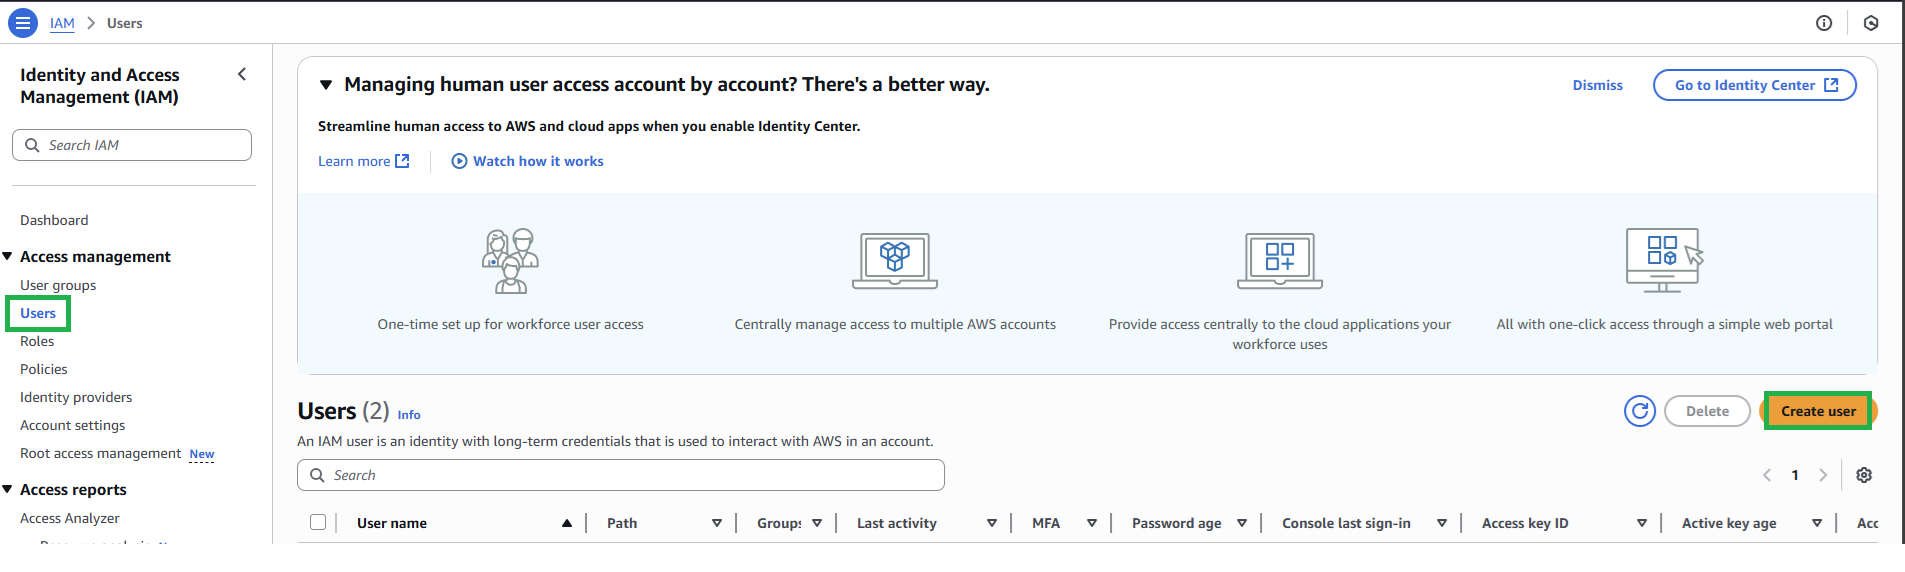 IAM > Users
Identity and Access
Management (IAM)
Search IAM
Dashboard
Access management
User groups
Users
Roles
Policies
Identity providers
Account settings
Root access management New
Access reports
Access Analyzer
Managing human user access account by account? There's a better way.
Dismiss
Go to Identity Center
Streamline human access to AWS and cloud apps when you enable Identity Center.
Learn more
Watch how it works
One-time set up for workforce user access
Centrally manage access to multiple AWS accounts
Provide access centrally to the cloud applications your
workforce uses
All with one-click access through a simple web portal
Users (2) Info
Delete
Create user
An IAM user is an identity with long-term credentials that is used to interact with AWS in an account.
Search
1
User name
Path
Groups
Last activity
MFA
Password age
Console last sign-in
Access key ID
Active key age
Acc